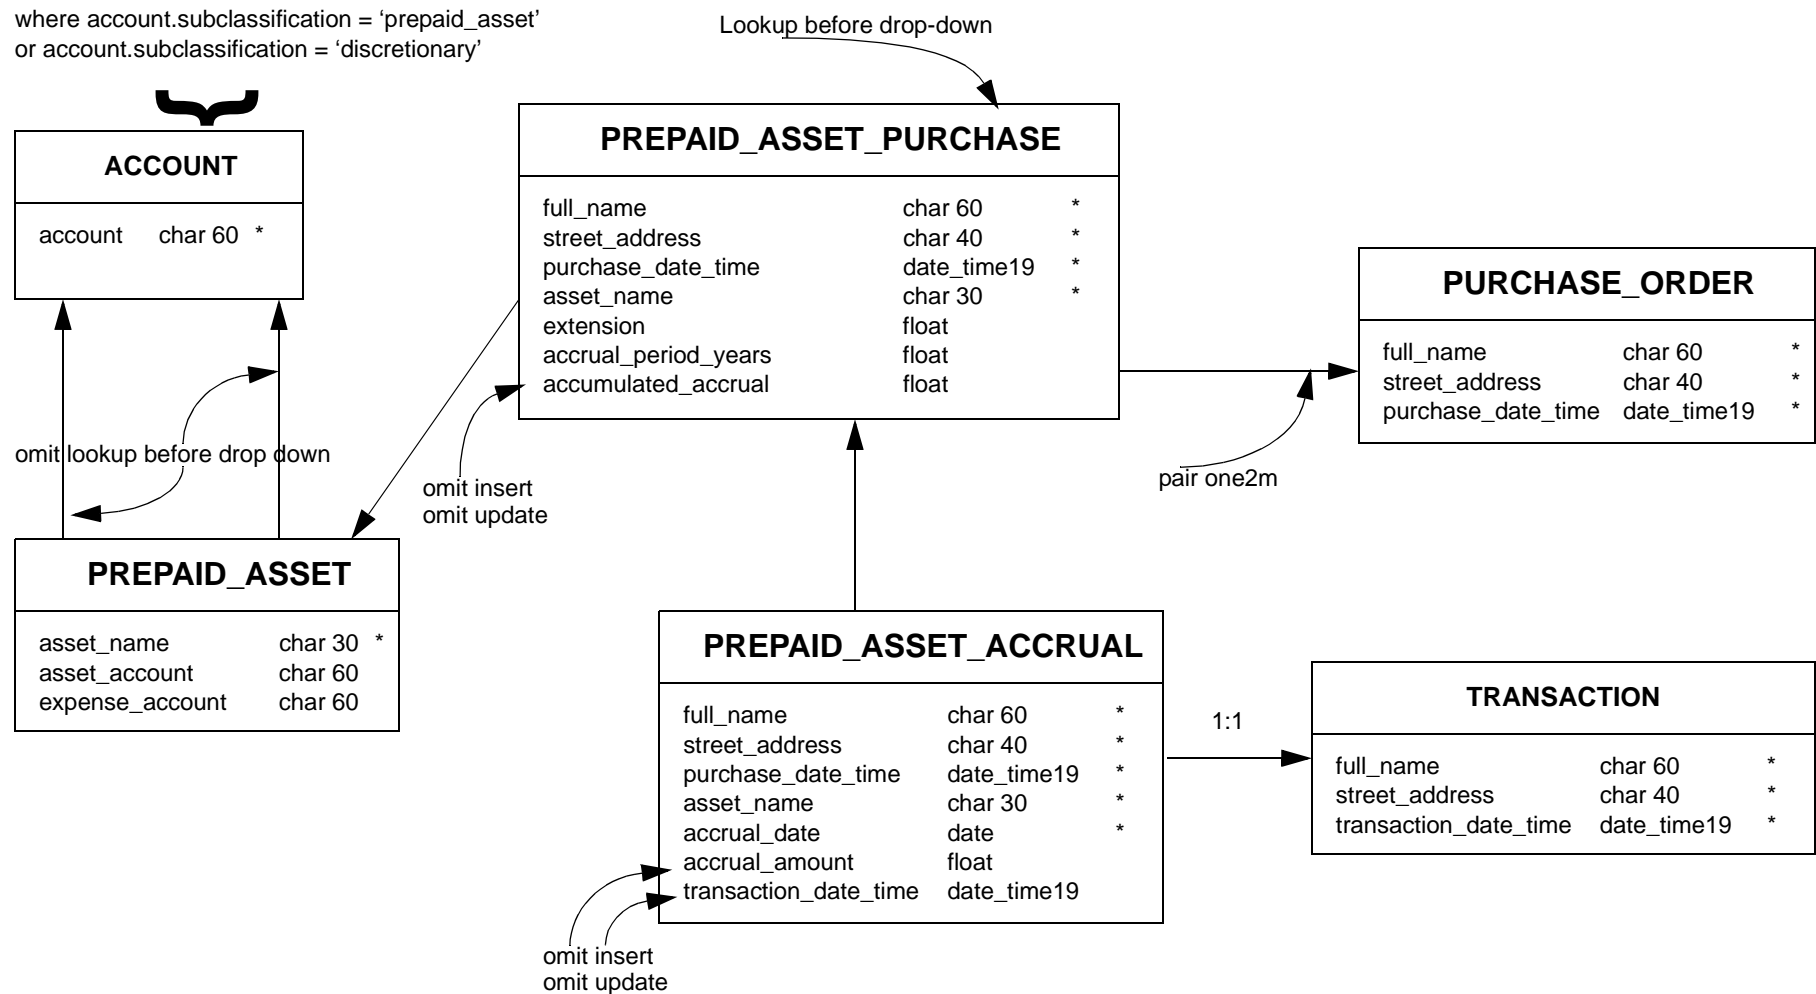 where account.subclassification = ‘prepaid_asset’
or account.subclassification = ‘discretionary’
Lookup before drop-down
ACCOUNT
account char 60 *
PREPAID_ASSET_PURCHASE
full_name char 60 *
street_address char 40 *
purchase_date_time date_time19 *
asset_name char 30 *
extension float
accrual_period_years float
accumulated_accrual float
PURCHASE_ORDER
full_name char 60 *
street_address char 40 *
purchase_date_time date_time19 *
omit lookup before drop down
omit insert
omit update
pair one2m
PREPAID_ASSET
asset_name char 30 *
asset_account char 60
expense_account char 60
PREPAID_ASSET_ACCRUAL
full_name char 60 *
street_address char 40 *
purchase_date_time date_time19 *
asset_name char 30 *
accrual_date date *
accrual_amount float
transaction_date_time date_time19
1:1
TRANSACTION
full_name char 60 *
street_address char 40 *
transaction_date_time date_time19 *
omit insert
omit update